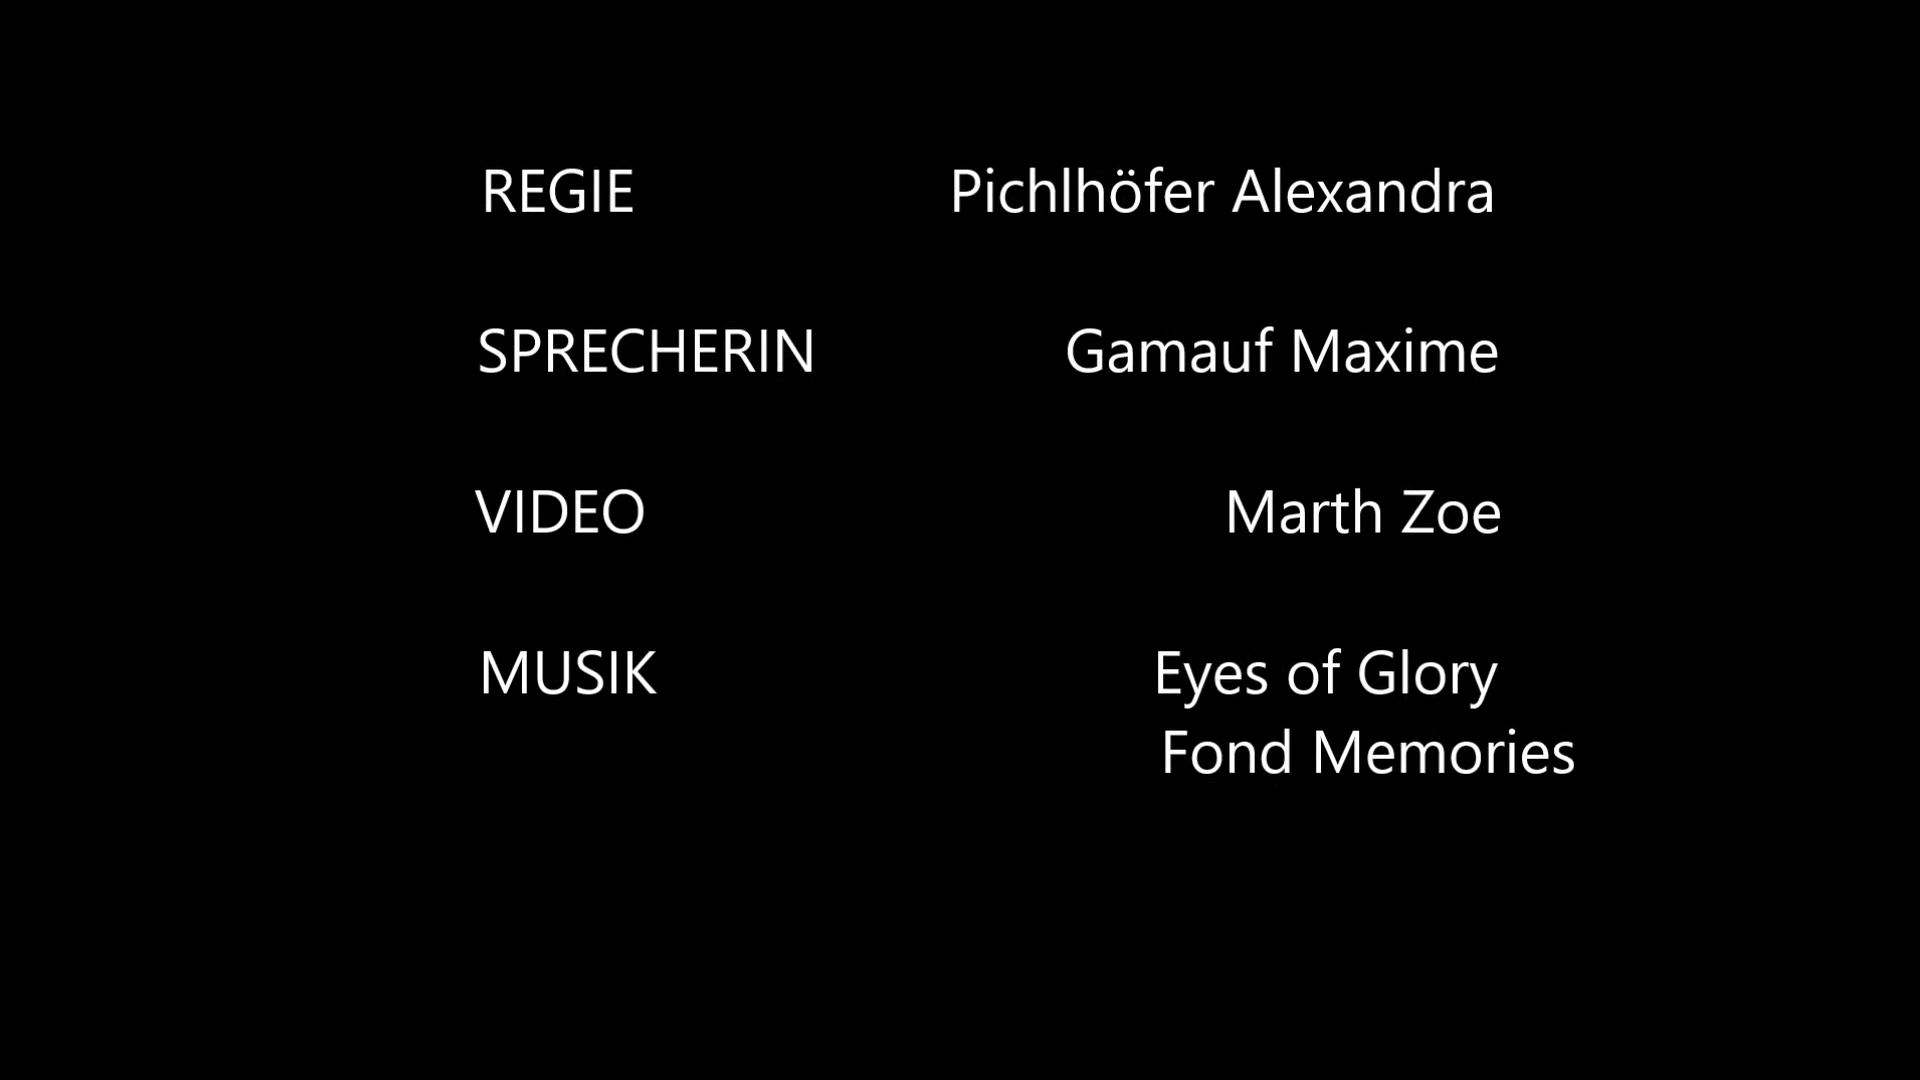 REGIE Pichlhöfer Alexandra
SPRECHERIN Gamauf Maxime
VIDEO Marth Zoe
MUSIK Eyes of Glory
Fond Memories